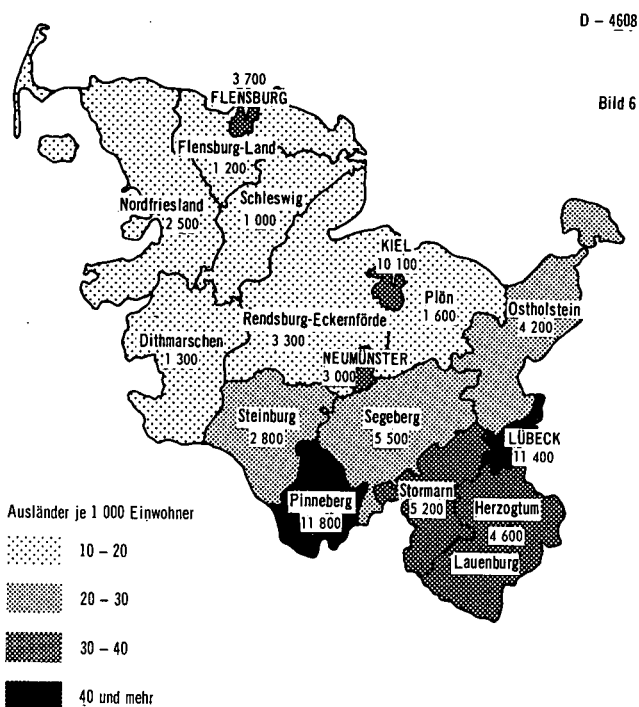 D – 4608
Bild 6
3 700
FLENSBURG
Flensburg-Land
1 200
Nordfriesland
2 500
Schleswig
1 000
KIEL
10 100
Plön
1 600
Ostholstein
4 200
Rendsburg-Eckernförde
3 300
Dithmarschen
1 300
NEUMÜNSTER
3 000
Steinburg
2 800
Segeberg
5 500
LÜBECK
11 400
Pinneberg
11 800
Stormarn
5 200
Herzogtum
4 600
Lauenburg
Ausländer je 1 000 Einwohner
10 – 20
20 – 30
30 – 40
40 und mehr